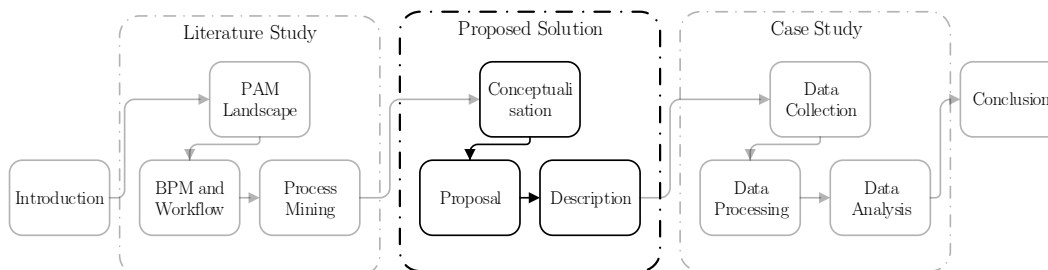 Introduction
Literature Study
PAM
Landscape
BPM and
Workflow
Process
Mining
Proposed Solution
Conceptuali
sation
Proposal
Description
Case Study
Data
Collection
Data
Processing
Data
Analysis
Conclusion